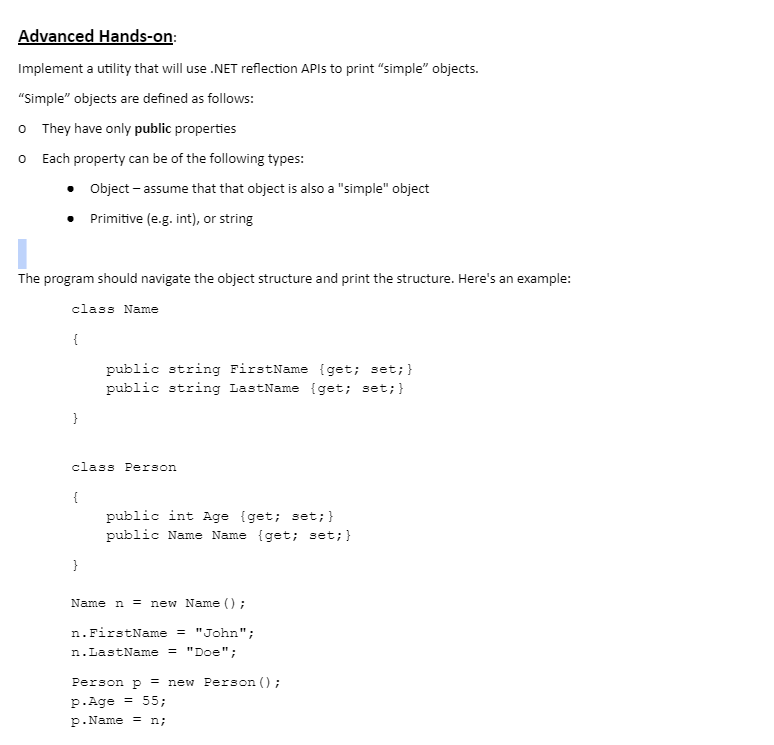 Advanced Hands-on:
Implement a utility that will use .NET reflection APIs to print “simple” objects.
“Simple” objects are defined as follows:
o They have only public properties
o Each property can be of the following types:
• Object – assume that that object is also a "simple" object
• Primitive (e.g. int), or string
The program should navigate the object structure and print the structure. Here's an example:
class Name
{
public string FirstName {get; set;}
public string LastName {get; set;}
}
class Person
{
public int Age {get; set;}
public Name Name {get; set;}
}
Name n = new Name();
n.FirstName = "John";
n.LastName = "Doe";
Person p = new Person();
p.Age = 55;
p.Name = n;